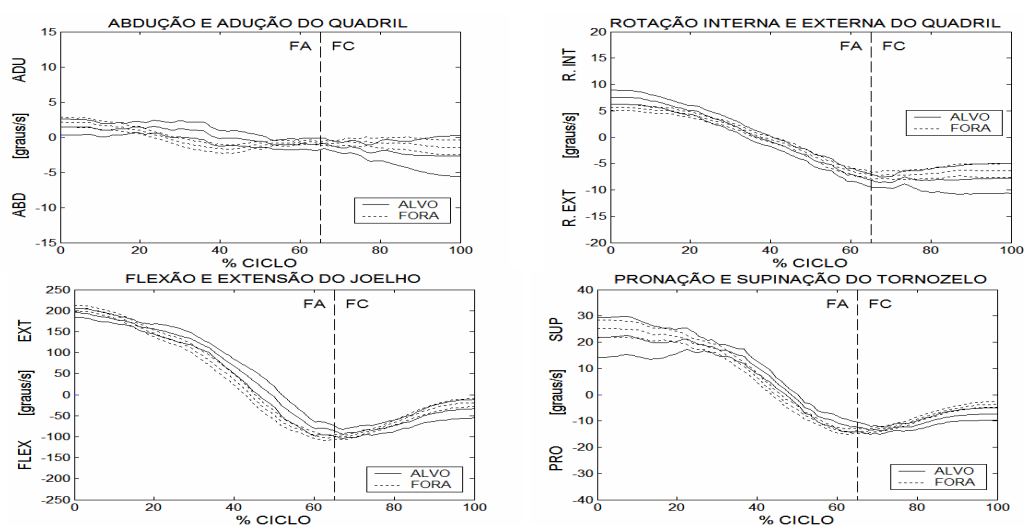 ABDUÇÃO E ADUÇÃO DO QUADRIL
15
10
5
0
-5
-10
-15
ADU
[graus/s]
ABD
FA
FC
ALVO
FORA
0
20
40
60
80
100
% CICLO
ROTAÇÃO INTERNA E EXTERNA DO QUADRIL
20
15
10
5
0
-5
-10
-15
-20
R. INT
[graus/s]
R. EXT
FA
FC
ALVO
FORA
0
20
40
60
80
100
% CICLO
FLEXÃO E EXTENSÃO DO JOELHO
250
200
150
100
50
0
-50
-100
150
200
250
EXT
[graus/s]
FLEX
FA
FC
ALVO
FORA
0
20
40
60
80
100
% CICLO
PRONAÇÃO E SUPINAÇÃO DO TORNOZELO
40
30
20
10
0
-10
-20
-30
-40
SUP
[graus/s]
PRO
FA
FC
ALVO
FORA
0
20
40
60
80
100
% CICLO